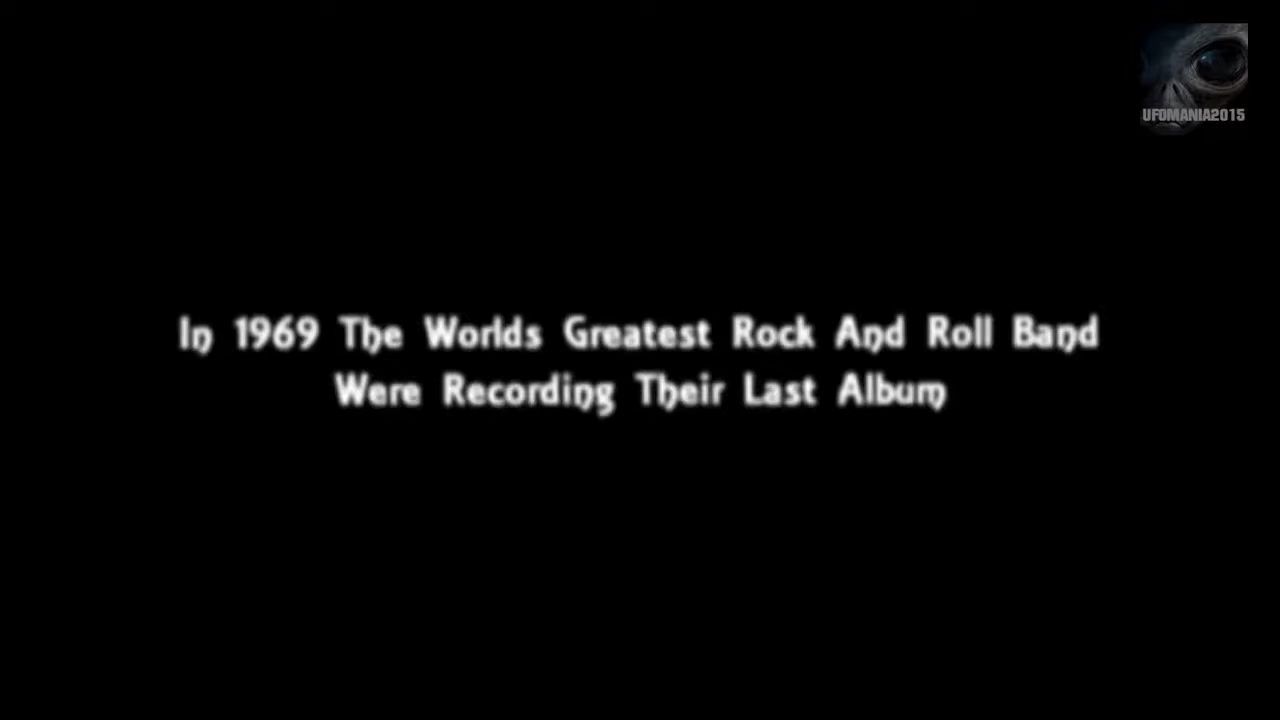 UFOMANIA2015
In 1969 The Worlds Greatest Rock And Roll Band
Were Recording Their Last Album